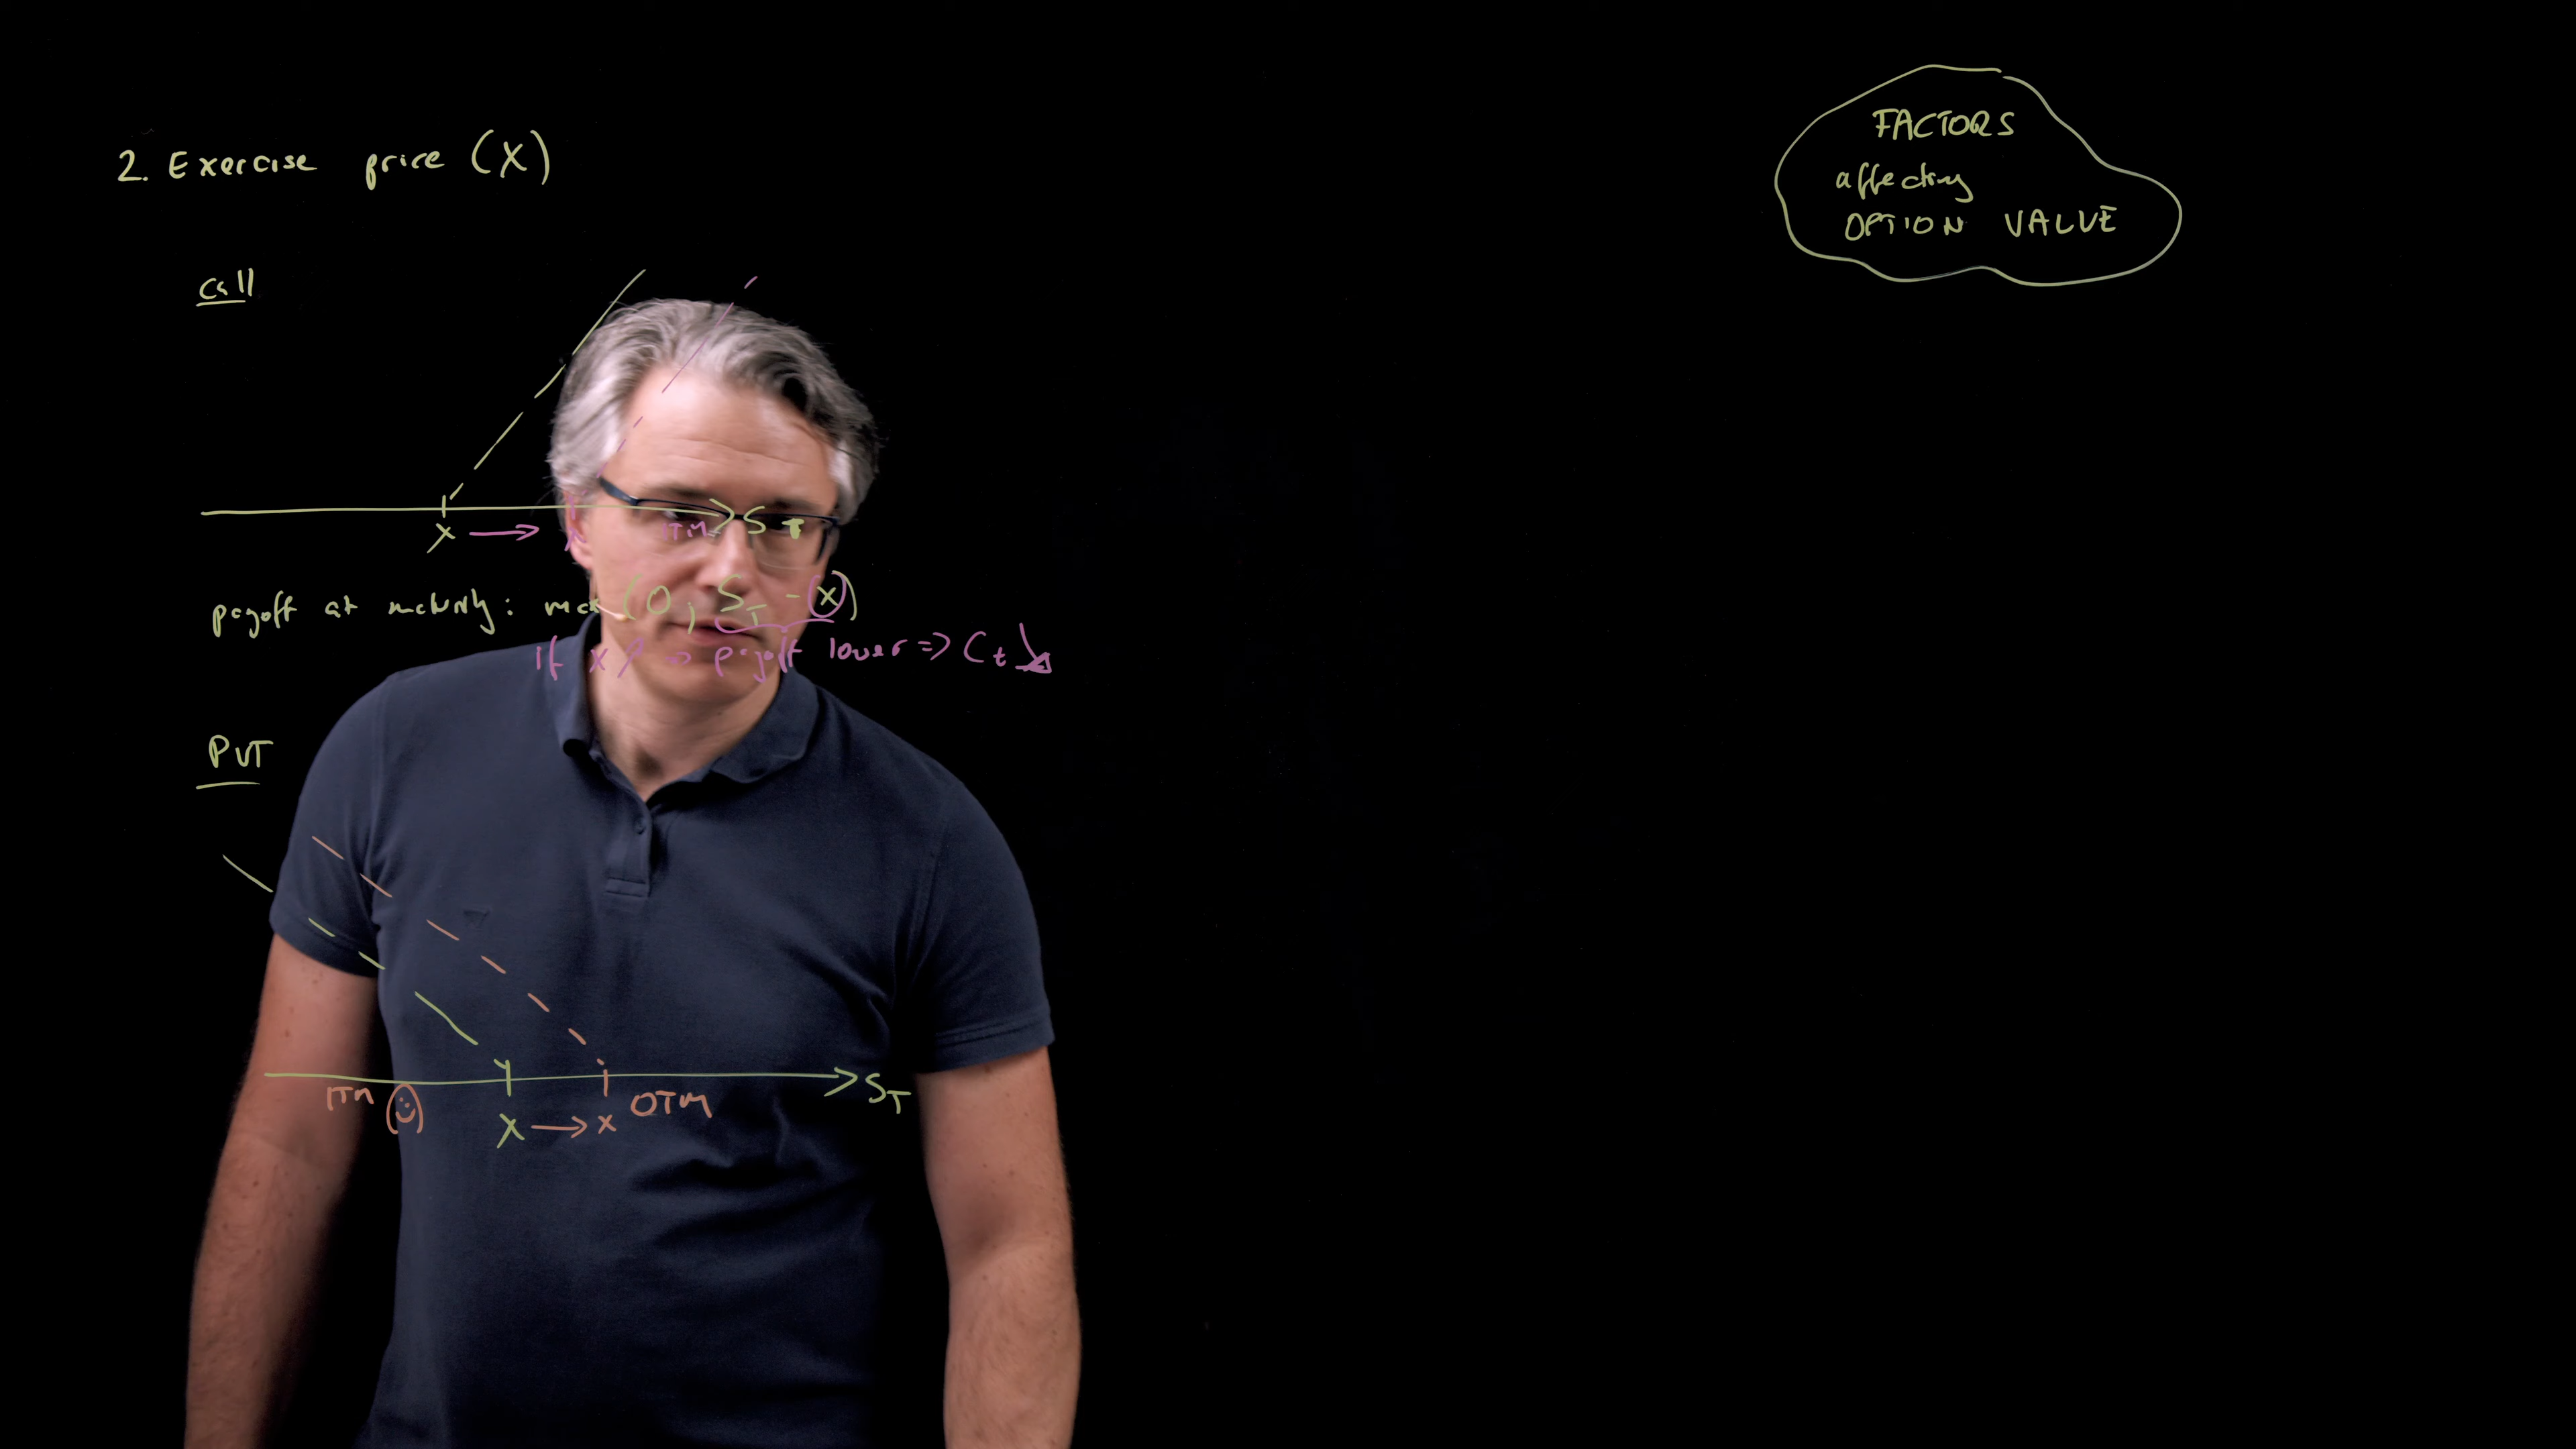 2. Exercise price (X)
FACTORS
affecting
OPTION VALUE
call
X → X ITM S_T
payoff at maturity: max (0, S_T - (X))
If X ↗ => payoff lower => C_t ↘
PUT
ITM ☺ OTM S_T
X → X